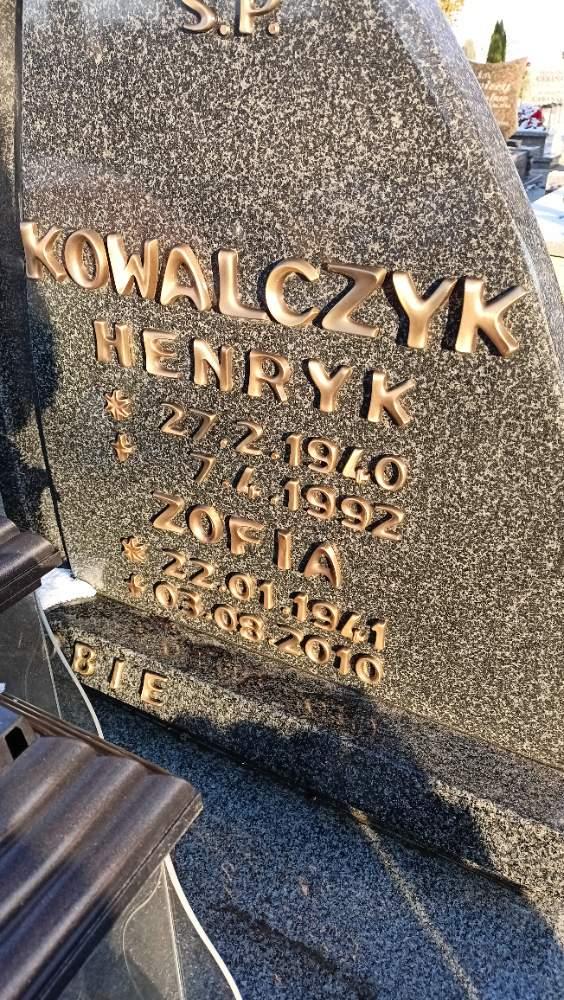 Ś.P.
KOWALCZYK
HENRYK
* 27.2.1940
✝ 7.4.1992
ZOFIA
* 22.01.1941
✝ 03.08.2010
BIE